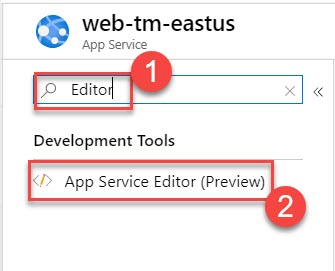 web-tm-eastus
App Service
1
Editor
Development Tools
App Service Editor (Preview)
2